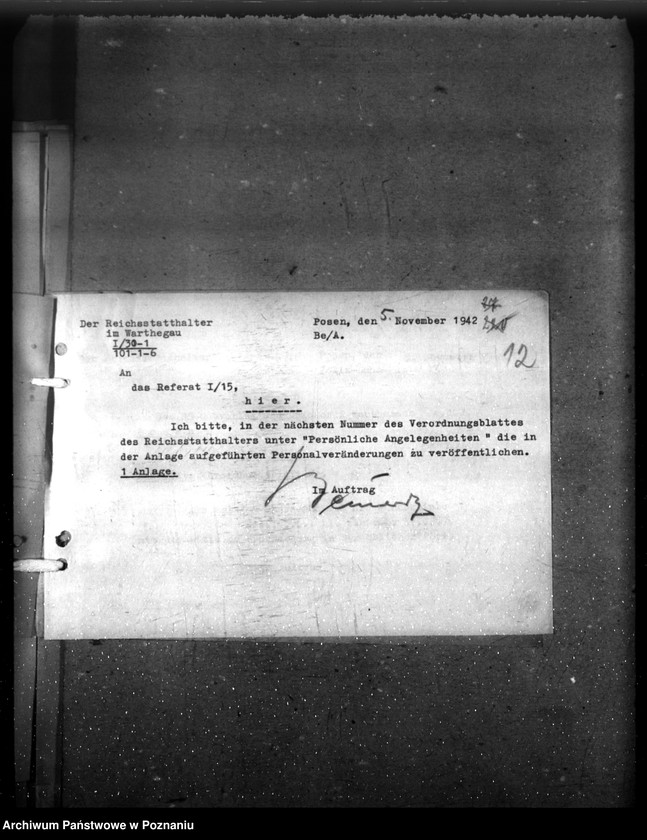 Der Reichsstatthalter
im Warthegau
I/30-1
101-1-6
Posen, den 5. November 1942
Be/A.
12
An
das Referat I/15,
h i e r .
Ich bitte, in der nächsten Nummer des Verordnungsblattes
des Reichsstatthalters unter "Persönliche Angelegenheiten " die in
der Anlage aufgeführten Personalveränderungen zu veröffentlichen.
1 Anlage.
Im Auftrag
Archiwum Państwowe w Poznaniu